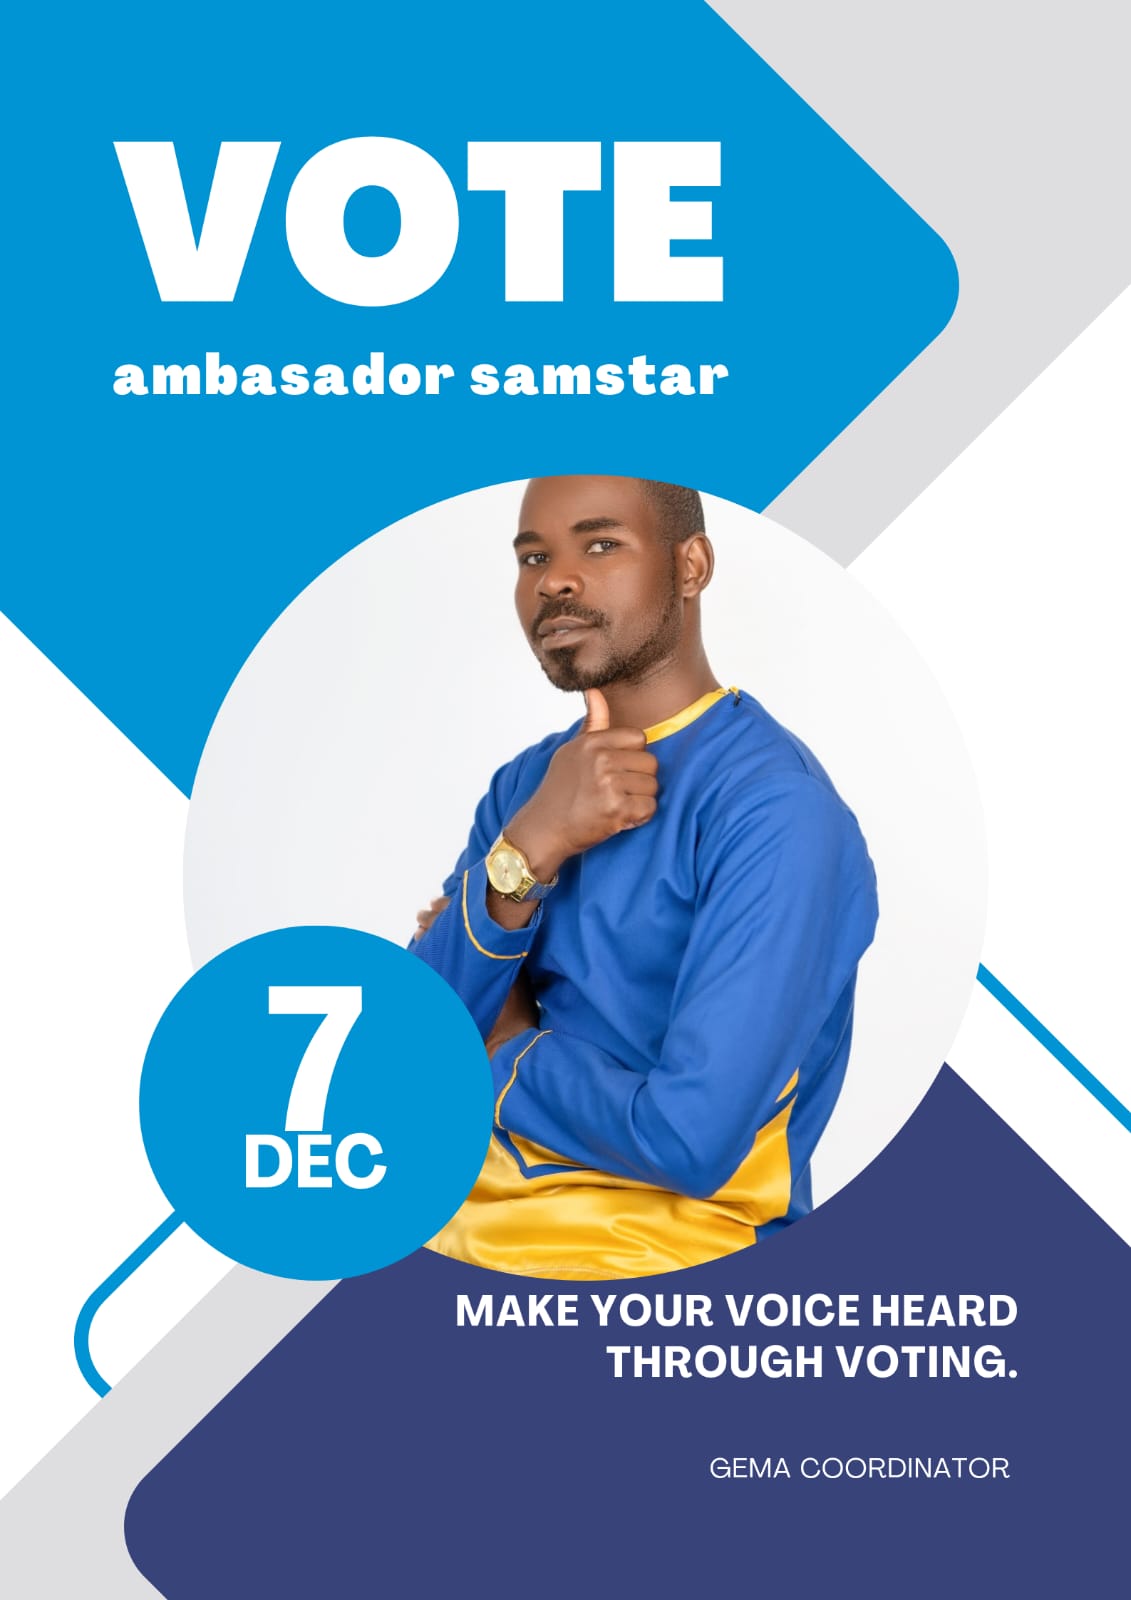 VOTE
ambasador samstar
7
DEC
MAKE YOUR VOICE HEARD
THROUGH VOTING.
GEMA COORDINATOR